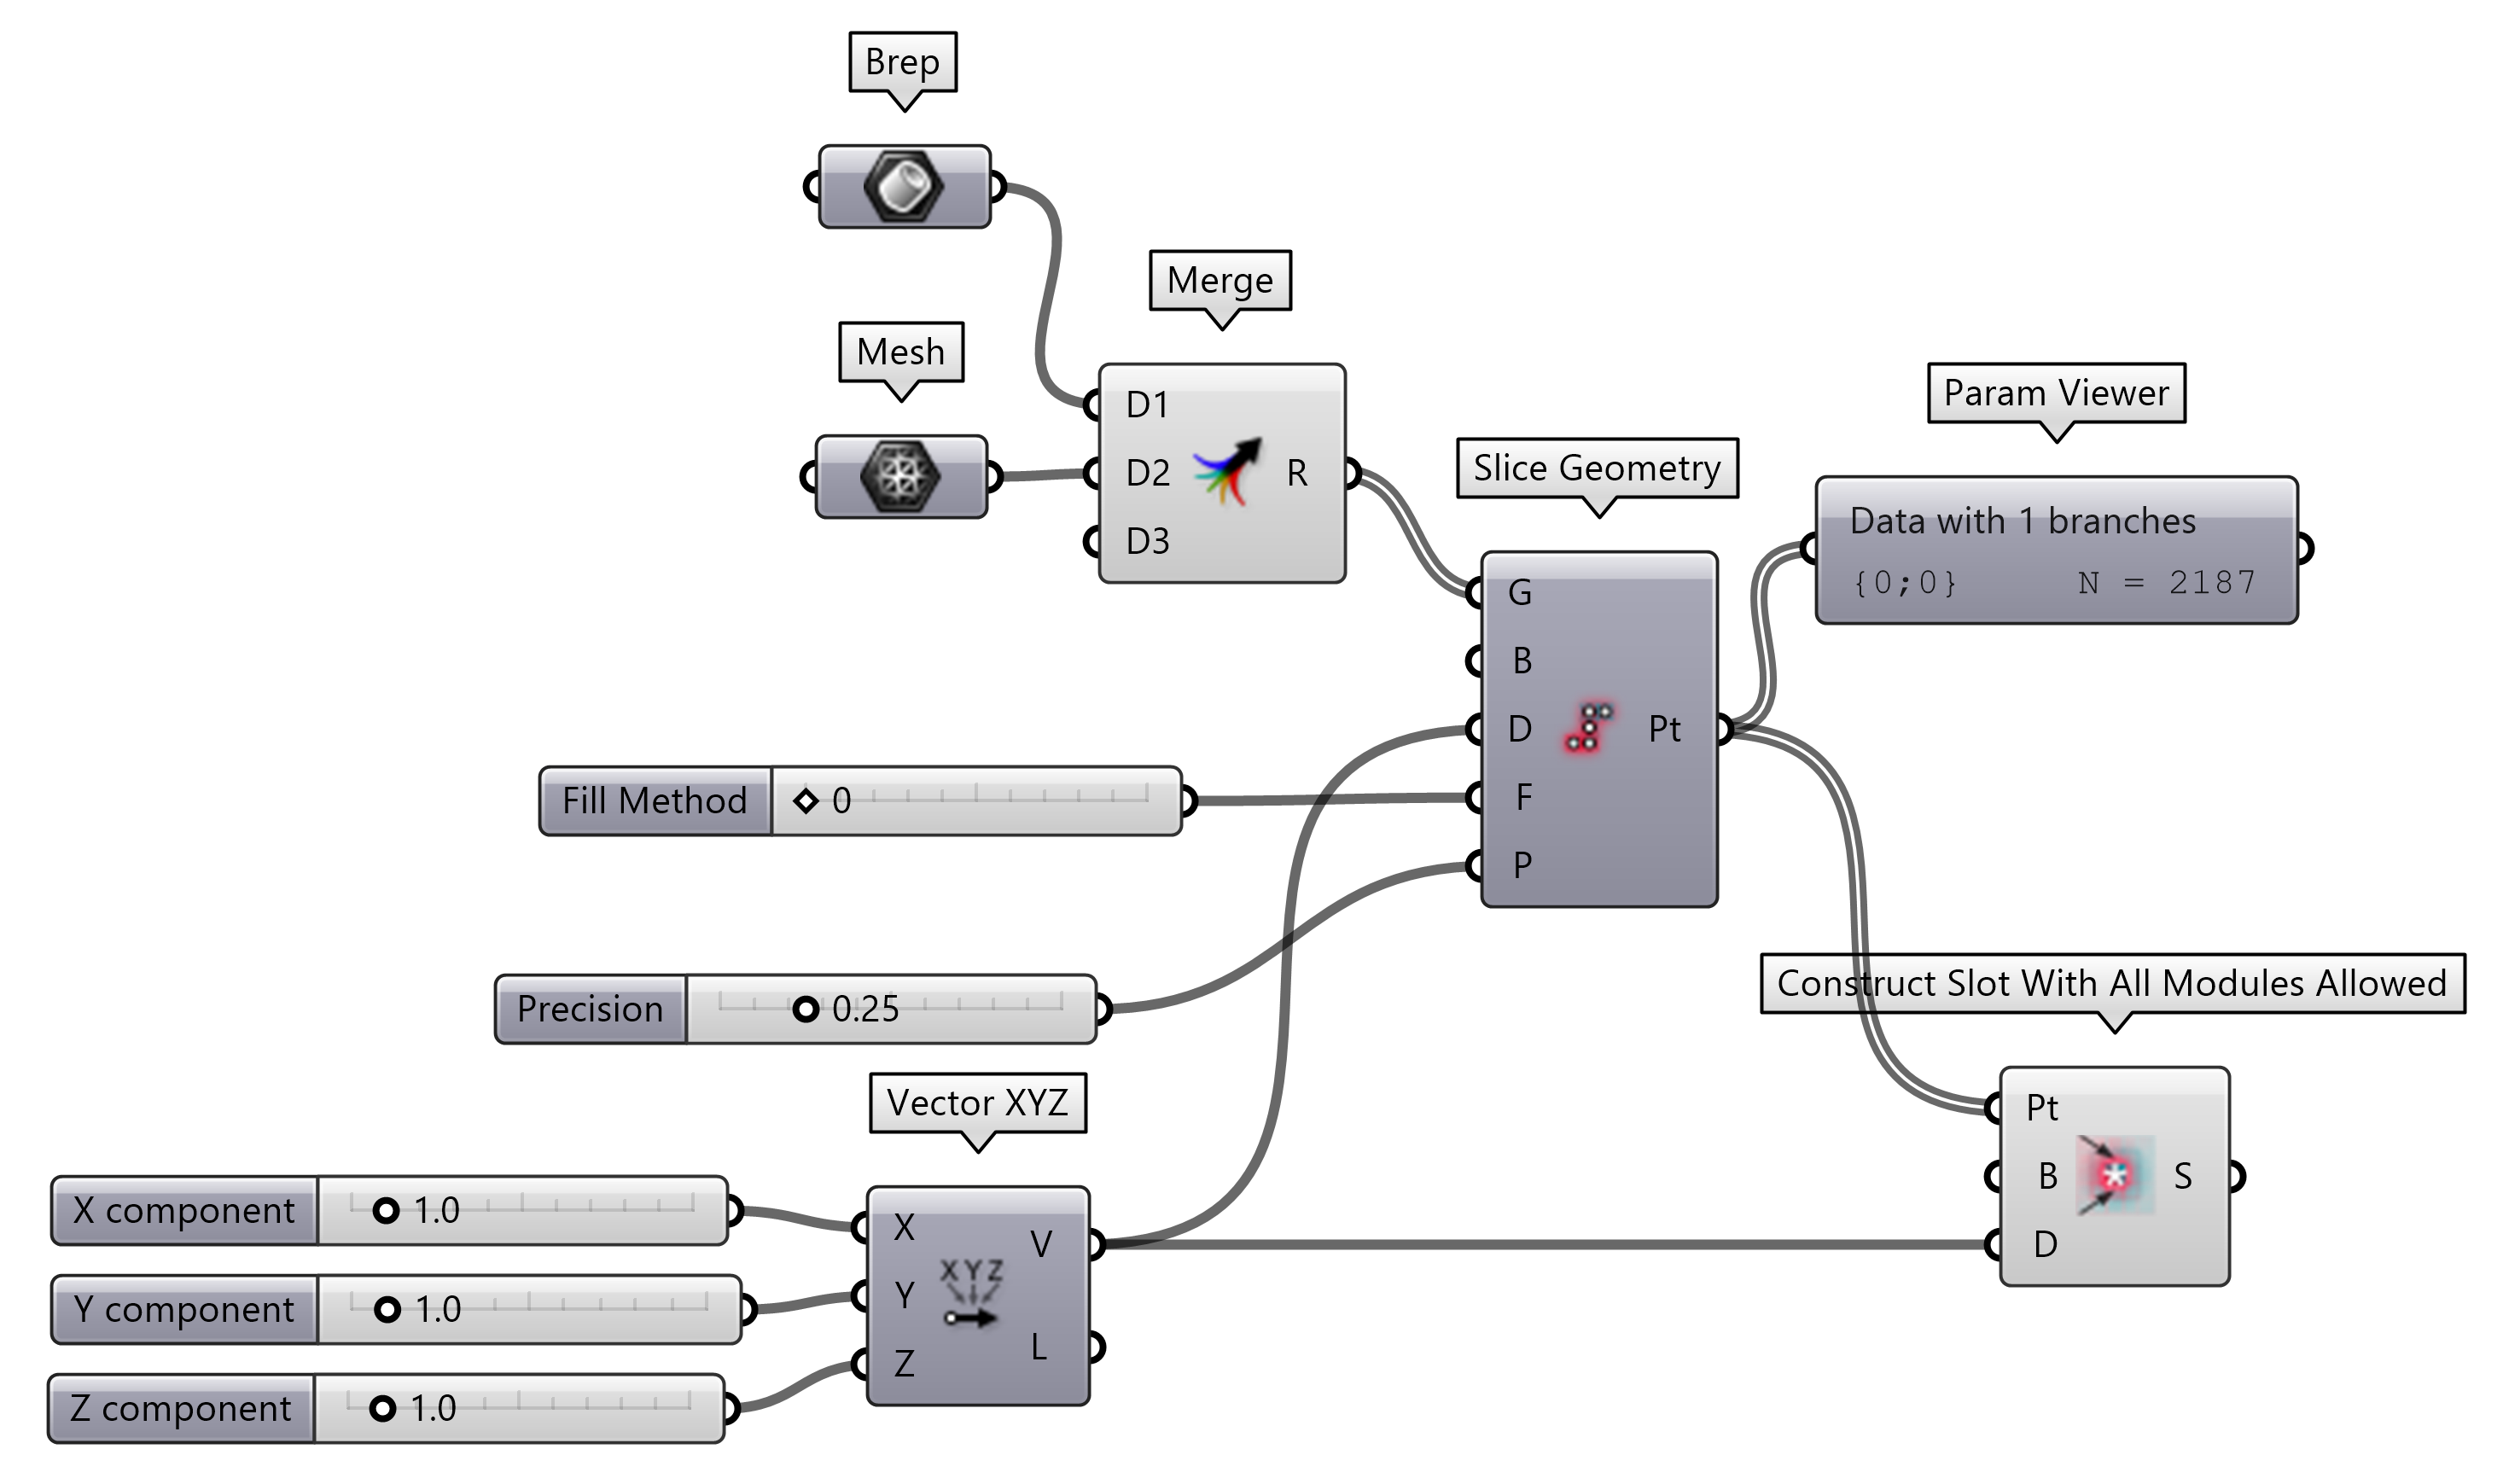 Brep
Merge
Mesh
D1
D2
D3
R
Slice Geometry
Param Viewer
Data with 1 branches
{0;0} N = 2187
G
B
D
F
P
Pt
Fill Method 0
Precision 0.25
Construct Slot With All Modules Allowed
Pt
B
D
S
Vector XYZ
X component 1.0
Y component 1.0
Z component 1.0
X
Y
Z
X Y Z
V
L